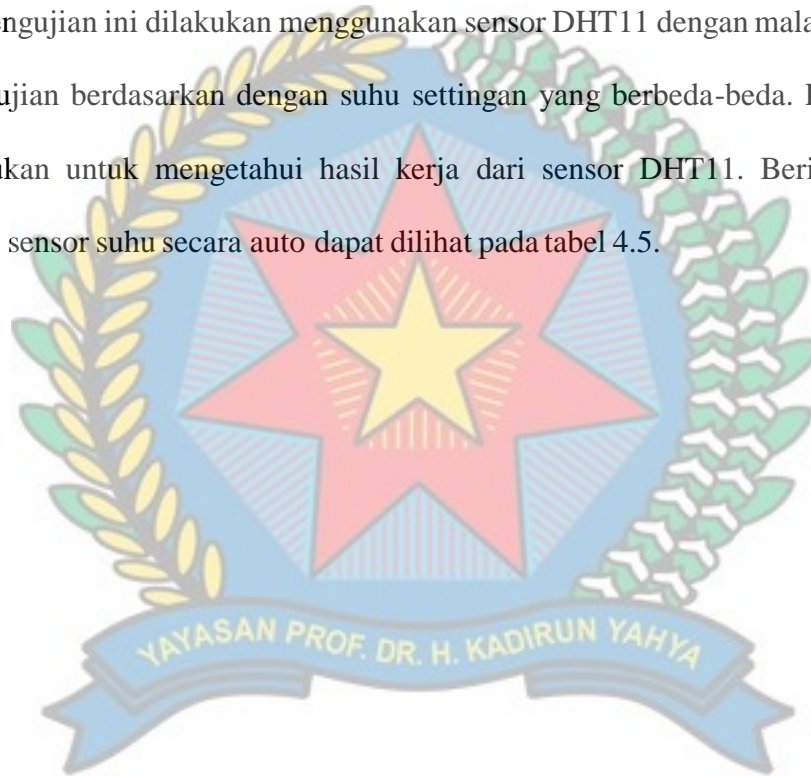 engujian ini dilakukan menggunakan sensor DHT11 dengan mala
ujian berdasarkan dengan suhu settingan yang berbeda-beda.
ukan untuk mengetahui hasil kerja dari sensor DHT11. Beri
sensor suhu secara auto dapat dilihat pada tabel 4.5.
YAYASAN PROF. DR. H. KADIRUN YAHYA